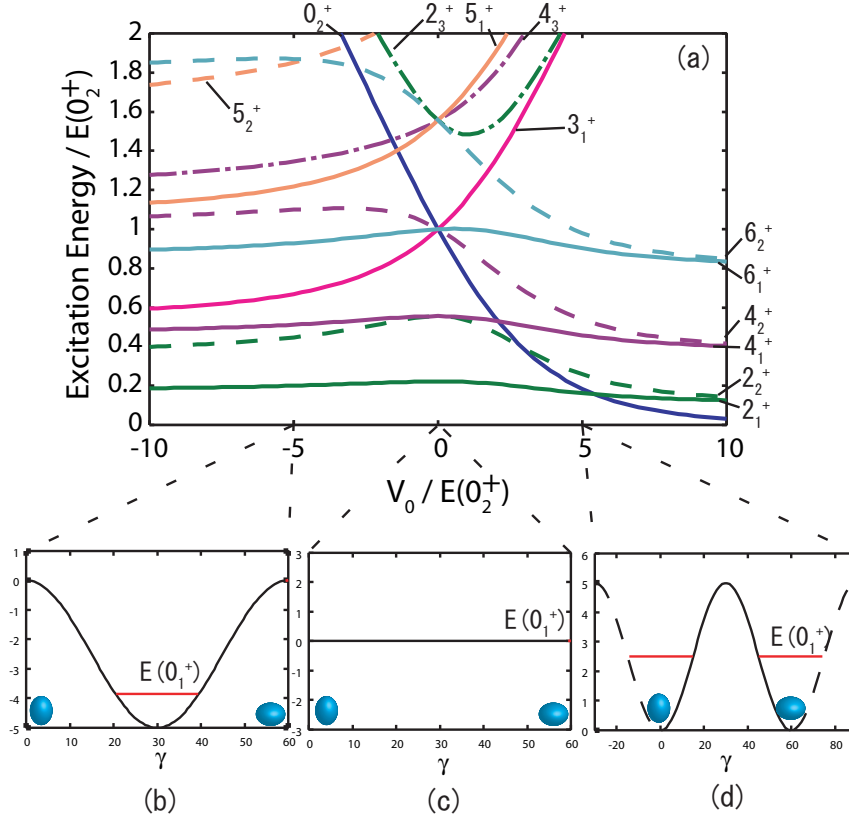 0₂⁺ 2₃⁺ 5₁⁺ 4₃⁺
(a)
5₂⁺
3₁⁺
6₂⁺
6₁⁺
4₂⁺
4₁⁺
2₂⁺
2₁⁺
Excitation Energy / E(0₂⁺)
2
1.8
1.6
1.4
1.2
1
0.8
0.6
0.4
0.2
0
-10 -5 0 5 10
V₀ / E(0₂⁺)
1
0
-1
-2
-3
-4
-5
E(0₁⁺)
0 10 20 30 40 50 60
γ
(b)
3
2
1
0
-1
-2
-3
E(0₁⁺)
0 10 20 30 40 50 60
γ
(c)
6
5
4
3
2
1
0
E(0₁⁺)
-20 0 20 40 60 80
γ
(d)